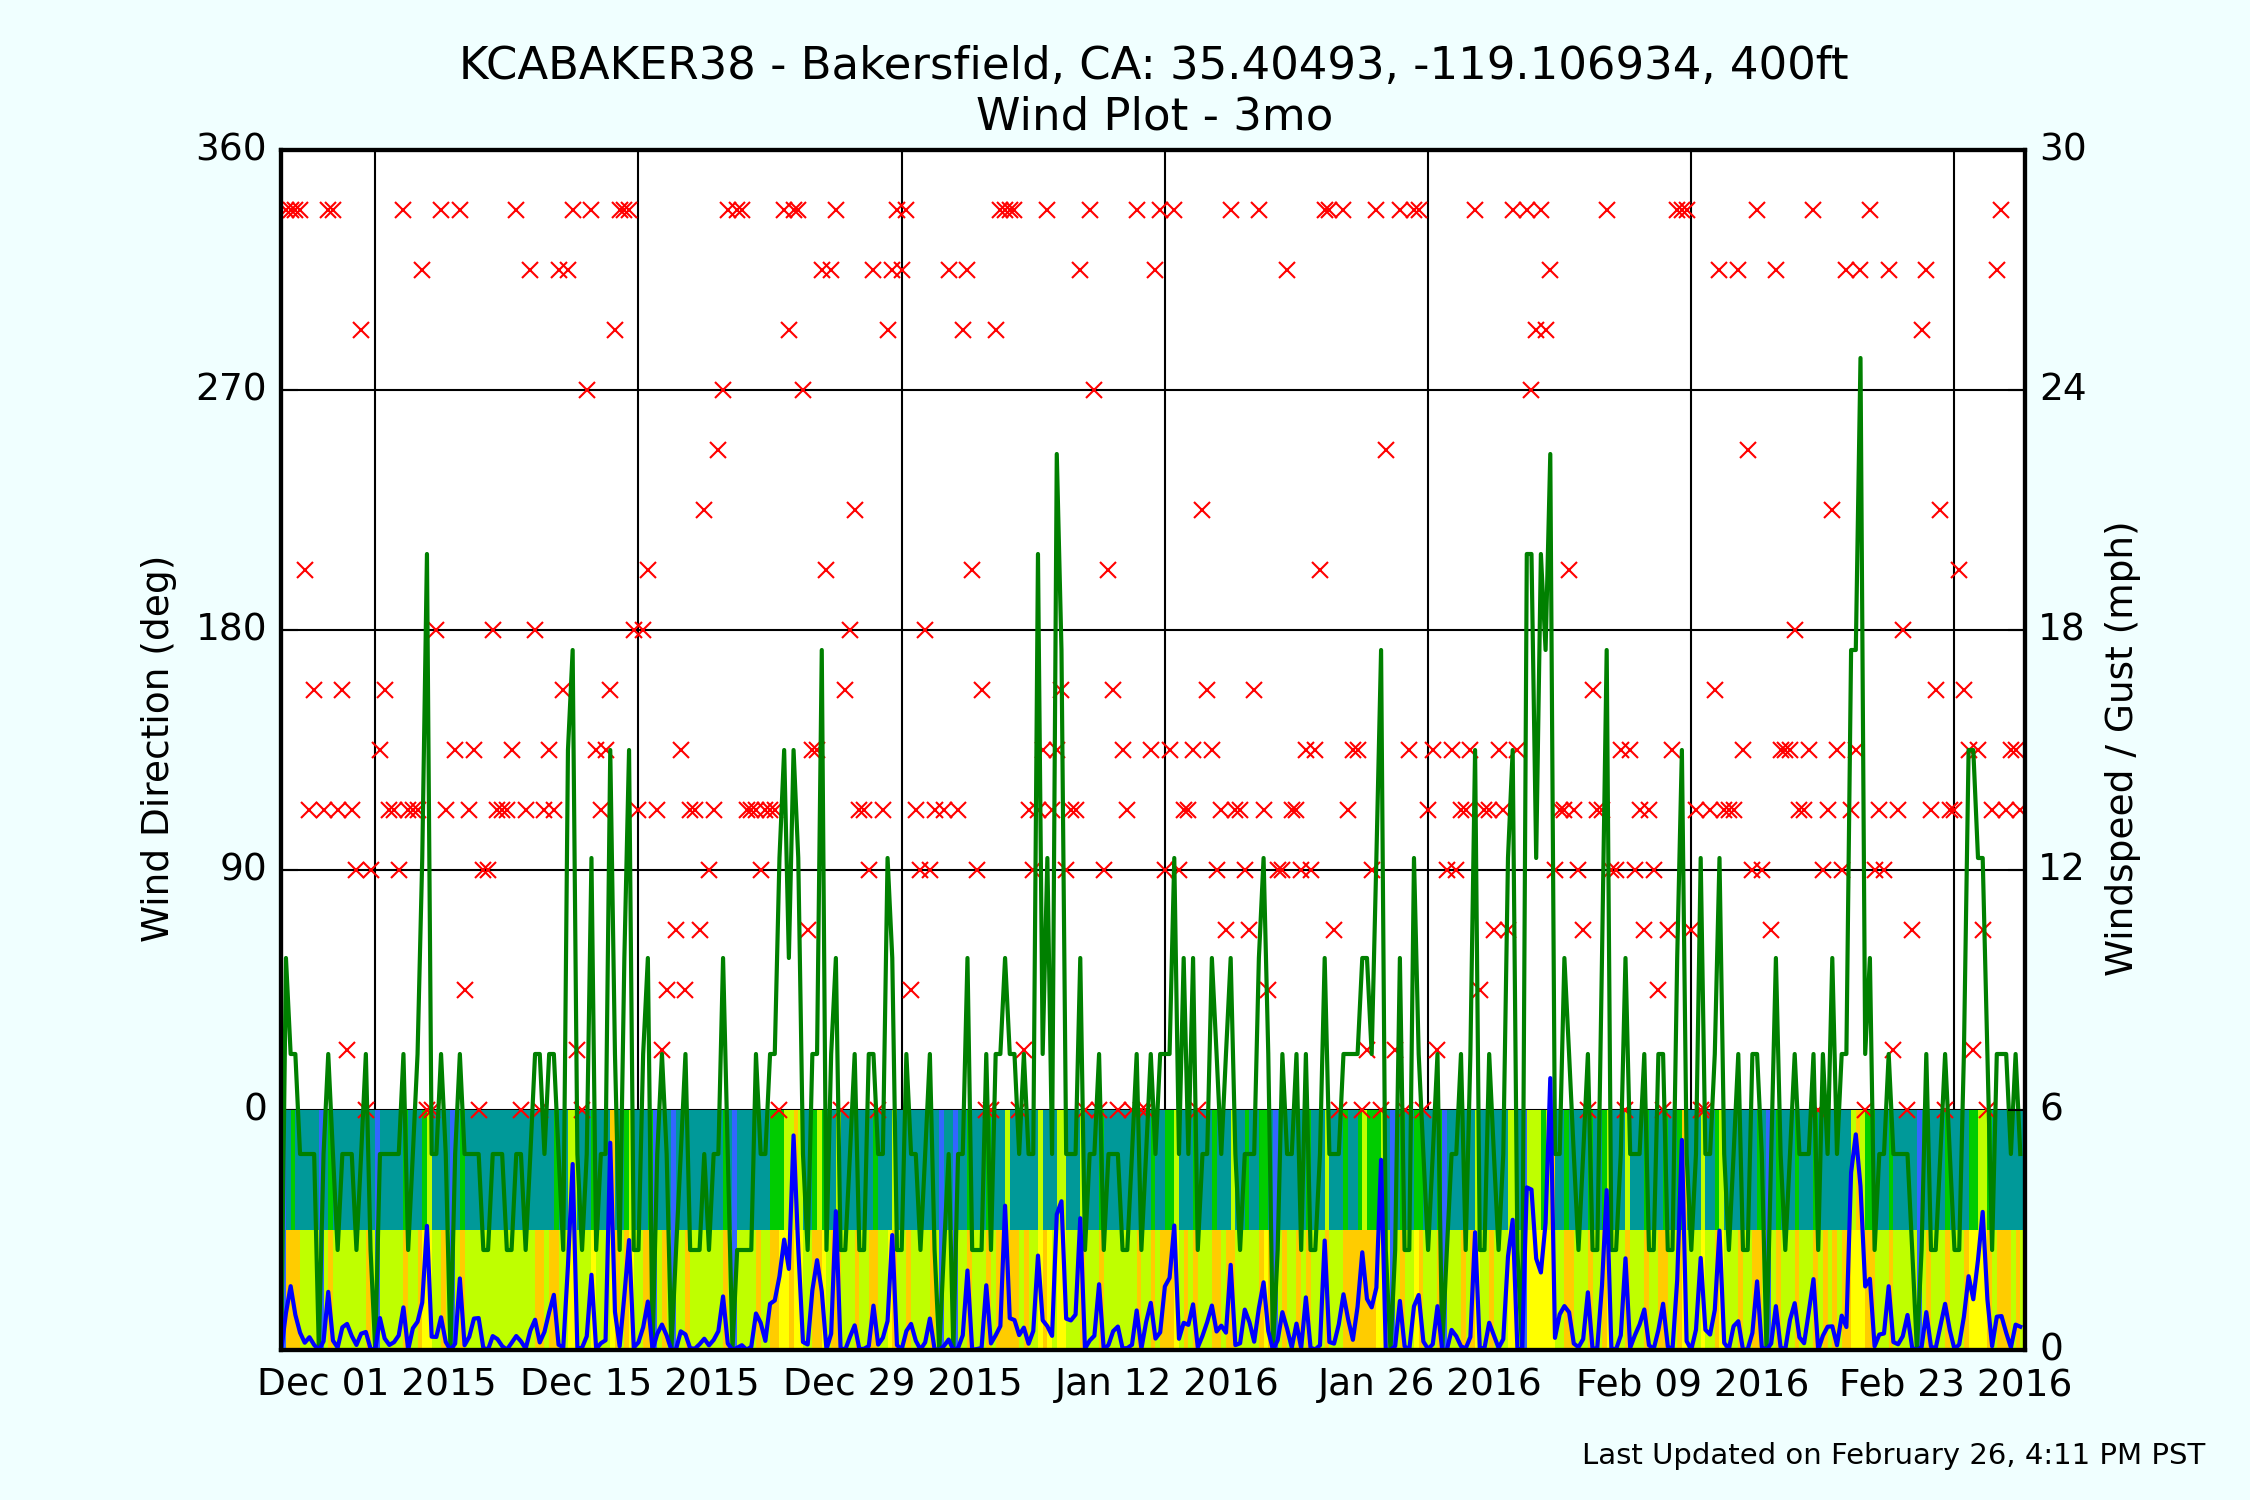 KCABAKER38 - Bakersfield, CA: 35.40493, -119.106934, 400ft
Wind Plot - 3mo
360
270
180
90
0
Wind Direction (deg)
30
24
18
12
6
0
Windspeed / Gust (mph)
Dec 01 2015 Dec 15 2015 Dec 29 2015 Jan 12 2016 Jan 26 2016 Feb 09 2016 Feb 23 2016
Last Updated on February 26, 4:11 PM PST